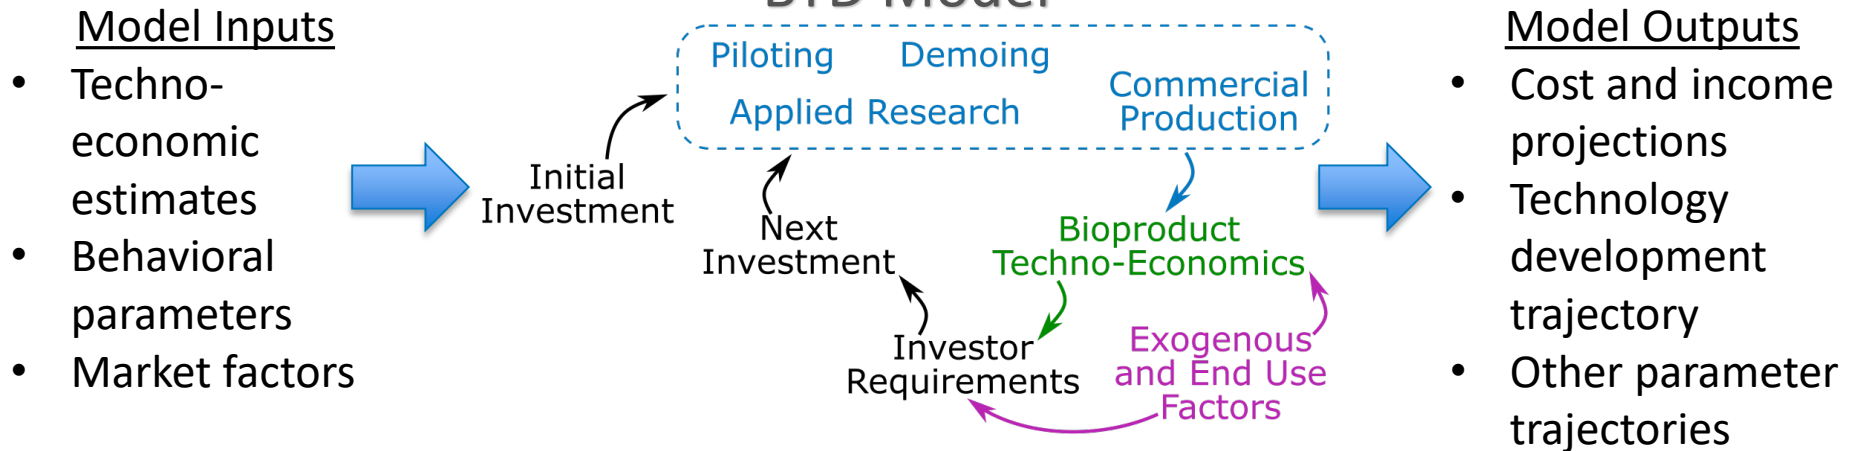 BTD Model
Model Inputs
• Techno-
economic
estimates
• Behavioral
parameters
• Market factors
Piloting
Demoing
Applied Research
Commercial
Production
Initial
Investment
Next
Investment
Bioproduct
Techno-Economics
Investor
Requirements
Exogenous
and End Use
Factors
Model Outputs
• Cost and income
projections
• Technology
development
trajectory
• Other parameter
trajectories